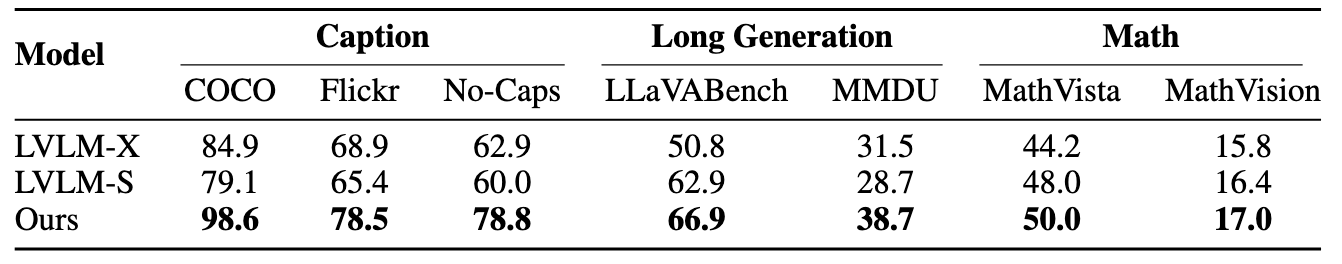 Model Caption Long Generation Math
COCO Flickr No-Caps LLaVABench MMDU MathVista MathVision
LVLM-X 84.9 68.9 62.9 50.8 31.5 44.2 15.8
LVLM-S 79.1 65.4 60.0 62.9 28.7 48.0 16.4
Ours 98.6 78.5 78.8 66.9 38.7 50.0 17.0